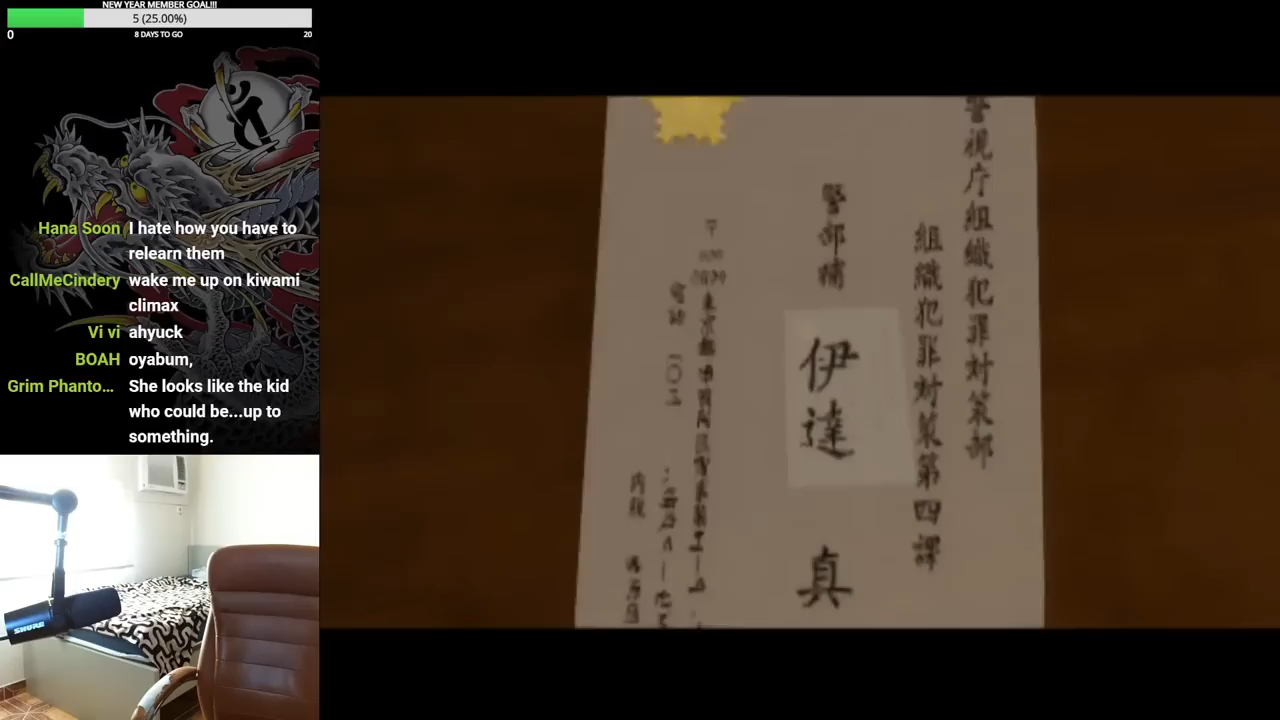 NEW YEAR MEMBER GOAL!!!
5 (25.00%)
0
8 DAYS TO GO
20
Hana Soon I hate how you have to
relearn them
CallMeCindery wake me up on kiwami
climax
Vi vi ahyuck
BOAH oyabum,
Grim Phanto... She looks like the kid
who could be...up to
something.
SHURE
警視庁組織犯罪対策部
組織犯罪対策第四課
警部補
伊達 真